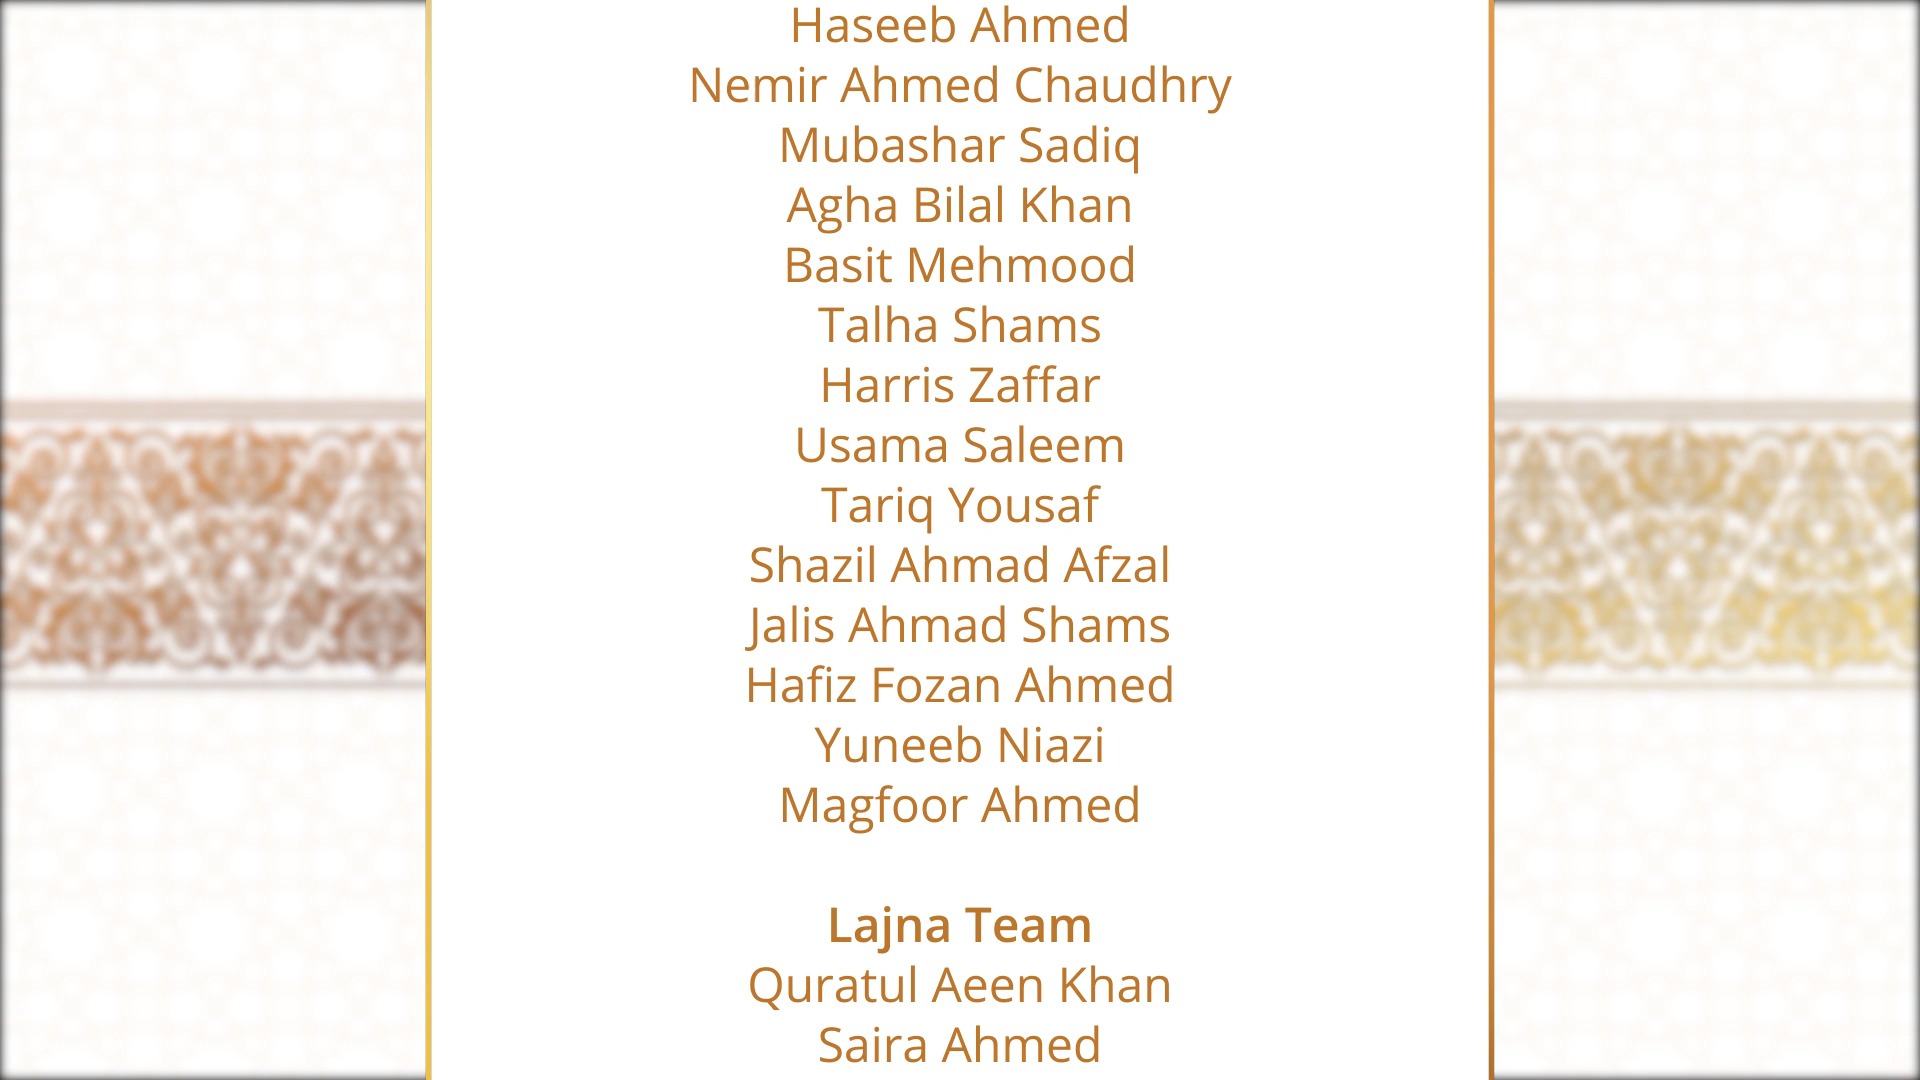 Haseeb Ahmed
Nemir Ahmed Chaudhry
Mubashar Sadiq
Agha Bilal Khan
Basit Mehmood
Talha Shams
Harris Zaffar
Usama Saleem
Tariq Yousaf
Shazil Ahmad Afzal
Jalis Ahmad Shams
Hafiz Fozan Ahmed
Yuneeb Niazi
Magfoor Ahmed
Lajna Team
Quratul Aeen Khan
Saira Ahmed